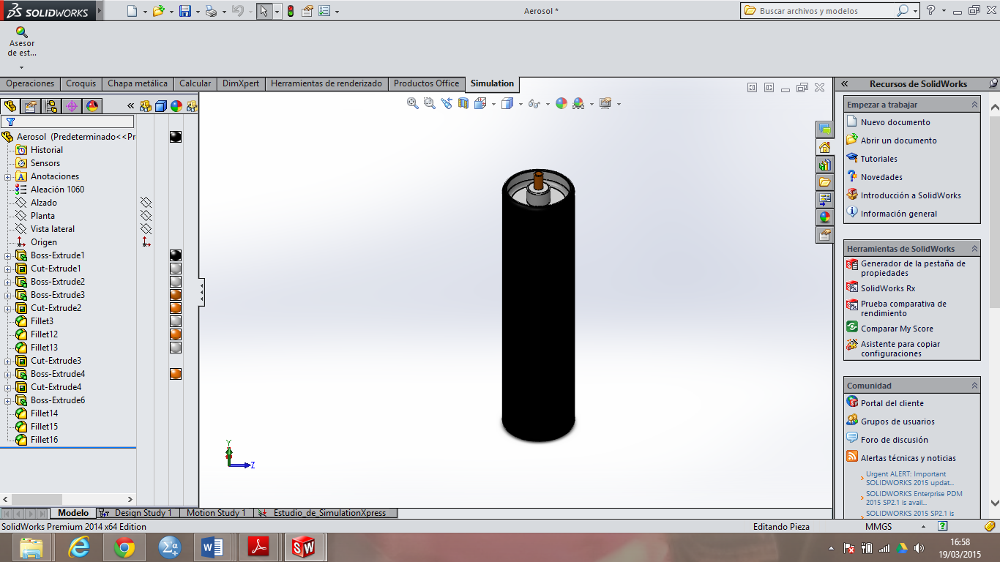 SOLIDWORKS
Aerosol *
Buscar archivos y modelos
Asesor
de est...
Operaciones
Croquis
Chapa metálica
Calcular
DimXpert
Herramientas de renderizado
Productos Office
Simulation
Aerosol (Predeterminado<<Pr
Historial
Sensors
Anotaciones
Aleación 1060
Alzado
Planta
Vista lateral
Origen
Boss-Extrude1
Cut-Extrude1
Boss-Extrude2
Boss-Extrude3
Cut-Extrude2
Fillet3
Fillet12
Fillet13
Cut-Extrude3
Boss-Extrude4
Cut-Extrude4
Boss-Extrude6
Fillet14
Fillet15
Fillet16
Y
Z
Recursos de SolidWorks
Empezar a trabajar
Nuevo documento
Abrir un documento
Tutoriales
Novedades
Introducción a SolidWorks
Información general
Herramientas de SolidWorks
Generador de la pestaña de
propiedades
SolidWorks Rx
Prueba comparativa de
rendimiento
Comparar My Score
Asistente para copiar
configuraciones
Comunidad
Portal del cliente
Grupos de usuarios
Foro de discusión
Alertas técnicas y noticias
Urgent ALERT: Important
SOLIDWORKS 2015 updat...
SOLIDWORKS Enterprise PDM
2015 SP2.1 is avail...
SOLIDWORKS 2015 SP2.1 is
Modelo
Design Study 1
Motion Study 1
Estudio_de_SimulationXpress
SolidWorks Premium 2014 x64 Edition
Editando Pieza
MMGS
16:58
19/03/2015